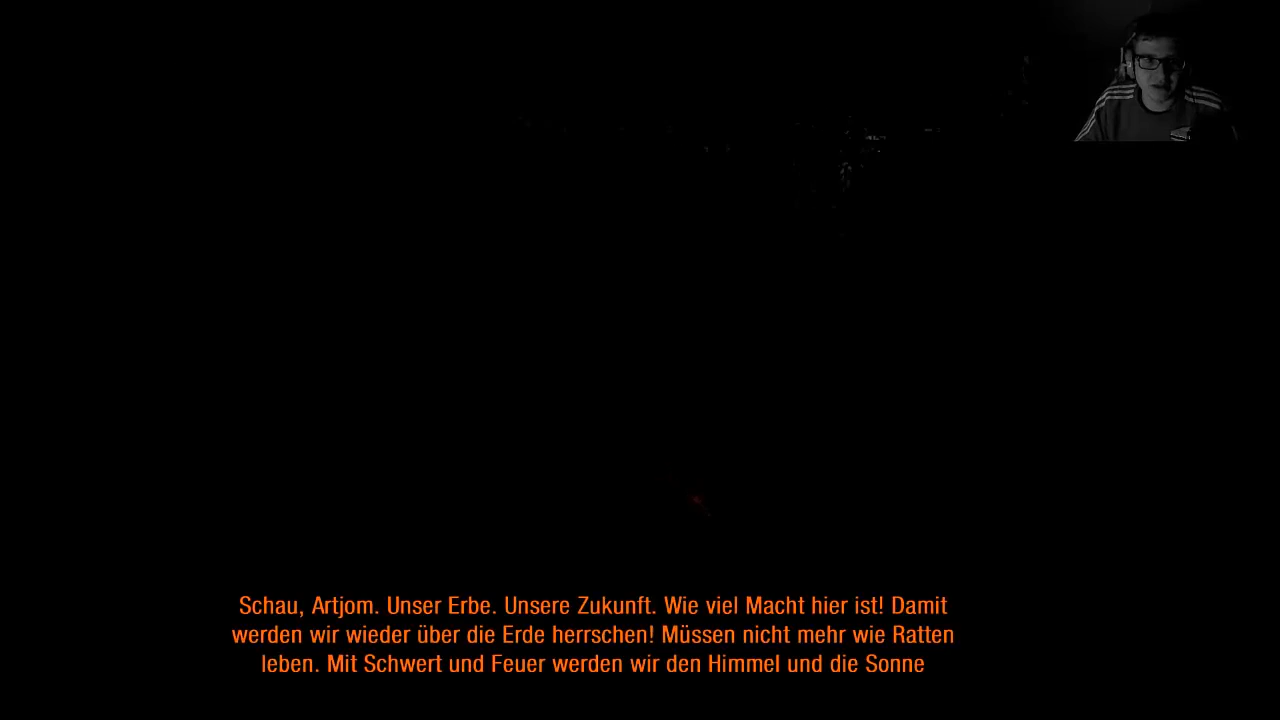 Schau, Artjom. Unser Erbe. Unsere Zukunft. Wie viel Macht hier ist! Damit
werden wir wieder über die Erde herrschen! Müssen nicht mehr wie Ratten
leben. Mit Schwert und Feuer werden wir den Himmel und die Sonne